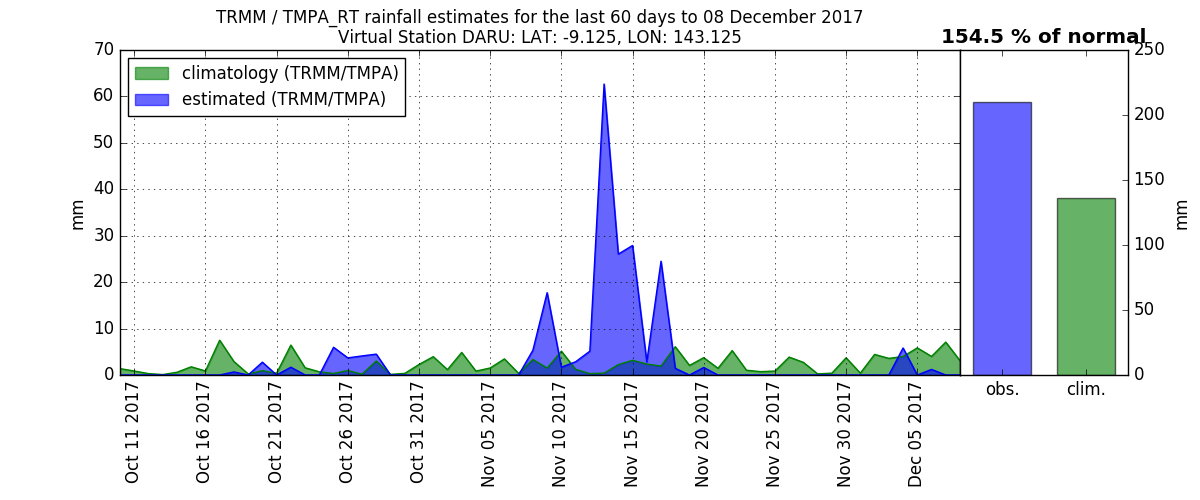 TRMM / TMPA_RT rainfall estimates for the last 60 days to 08 December 2017
Virtual Station DARU: LAT: -9.125, LON: 143.125
154.5 % of normal
climatology (TRMM/TMPA)
estimated (TRMM/TMPA)
mm
70
60
50
40
30
20
10
0
Oct 11 2017
Oct 16 2017
Oct 21 2017
Oct 26 2017
Oct 31 2017
Nov 05 2017
Nov 10 2017
Nov 15 2017
Nov 20 2017
Nov 25 2017
Nov 30 2017
Dec 05 2017
250
200
150
100
50
0
mm
obs.
clim.